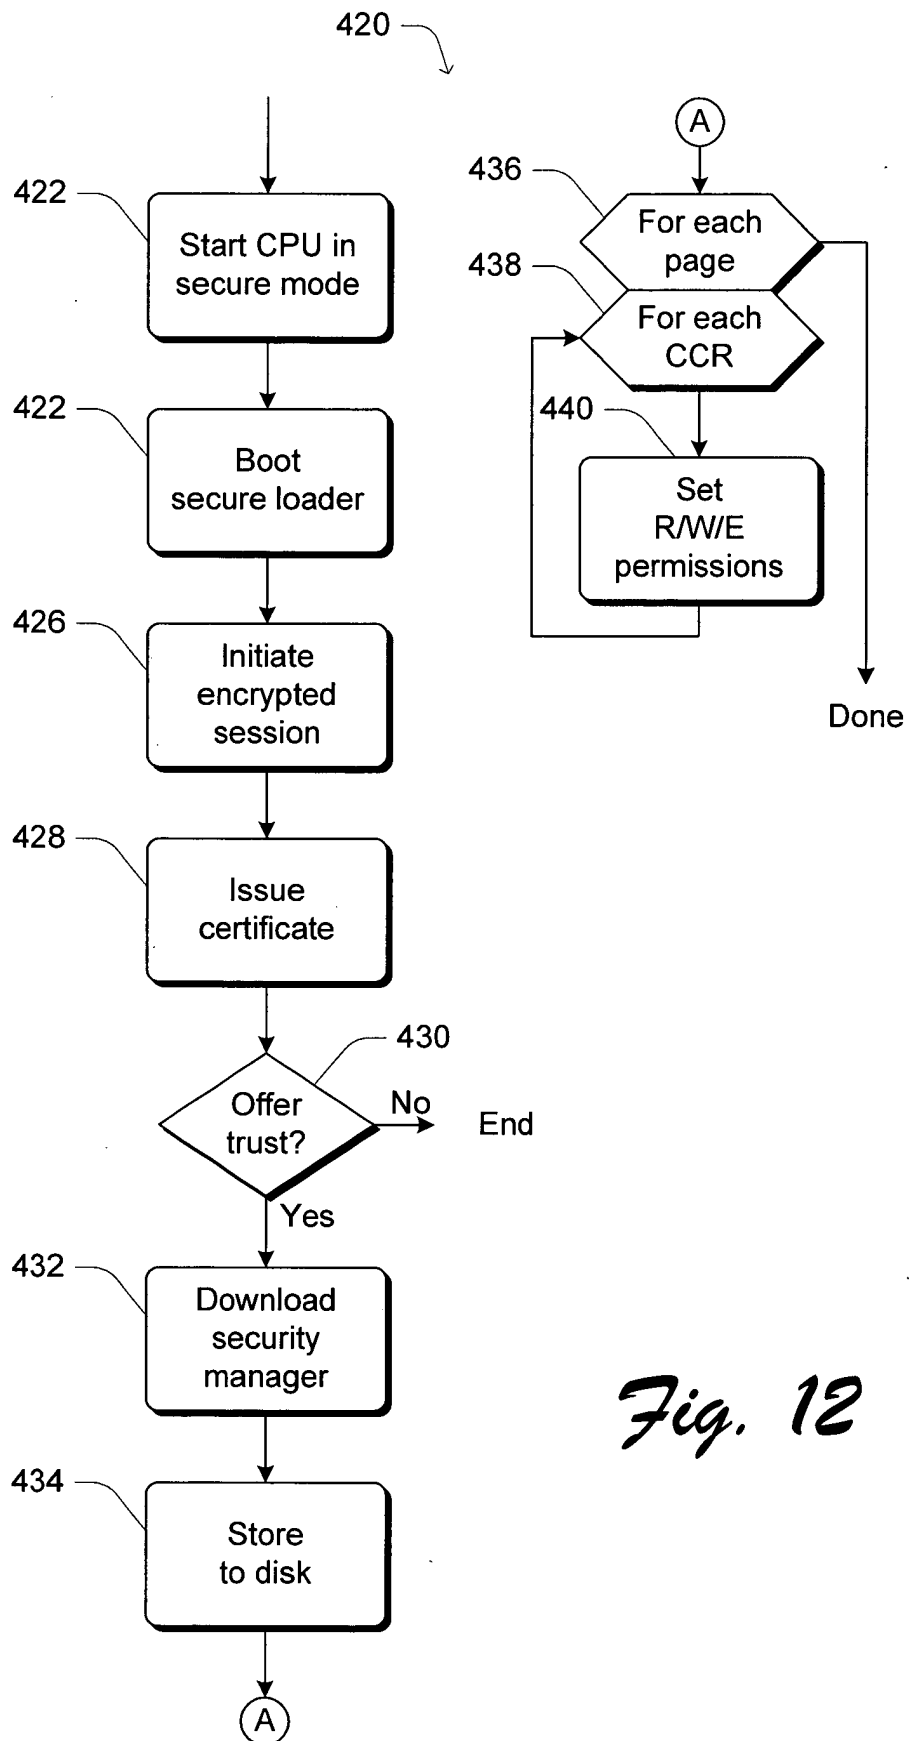 420
422
Start CPU in
secure mode
422
Boot
secure loader
426
Initiate
encrypted
session
428
Issue
certificate
430
Offer
trust?
No
End
Yes
432
Download
security
manager
434
Store
to disk
A
A
436
For each
page
438
For each
CCR
440
Set
R/W/E
permissions
Done
Fig. 12